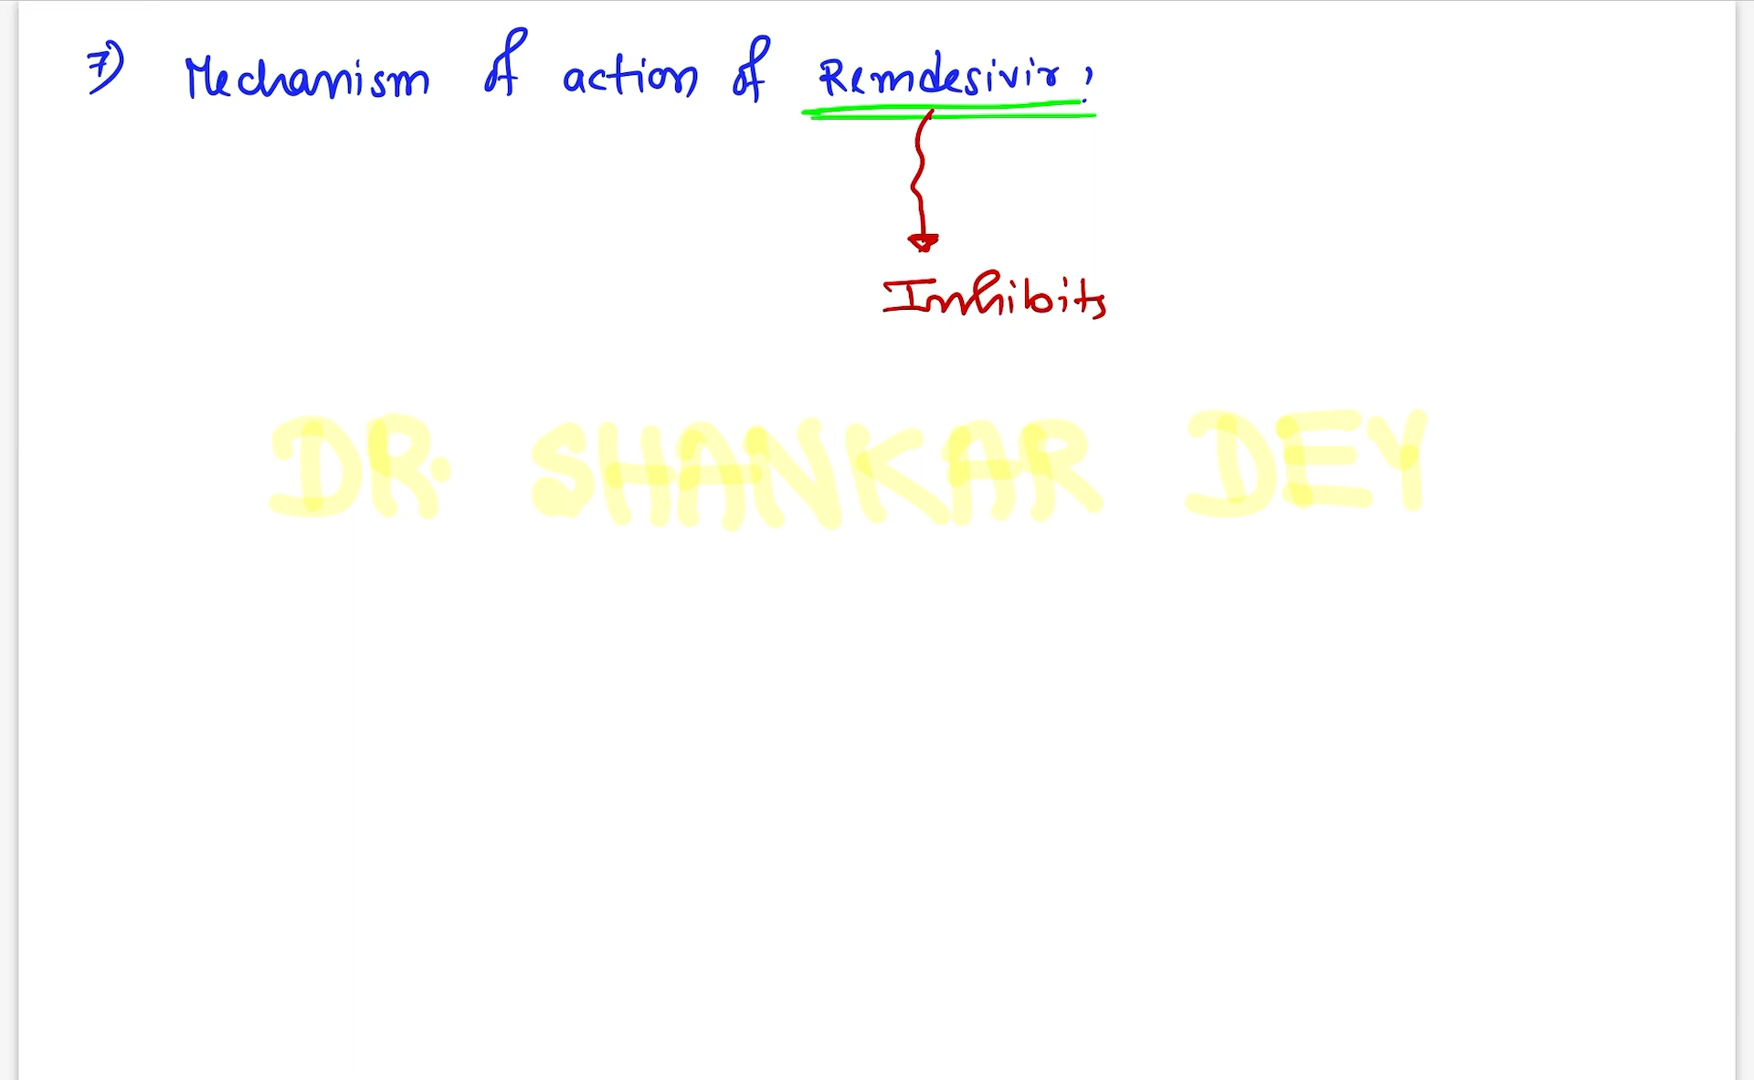 7) Mechanism of action of Remdesivir?
Inhibits
DR. SHANKAR DEY